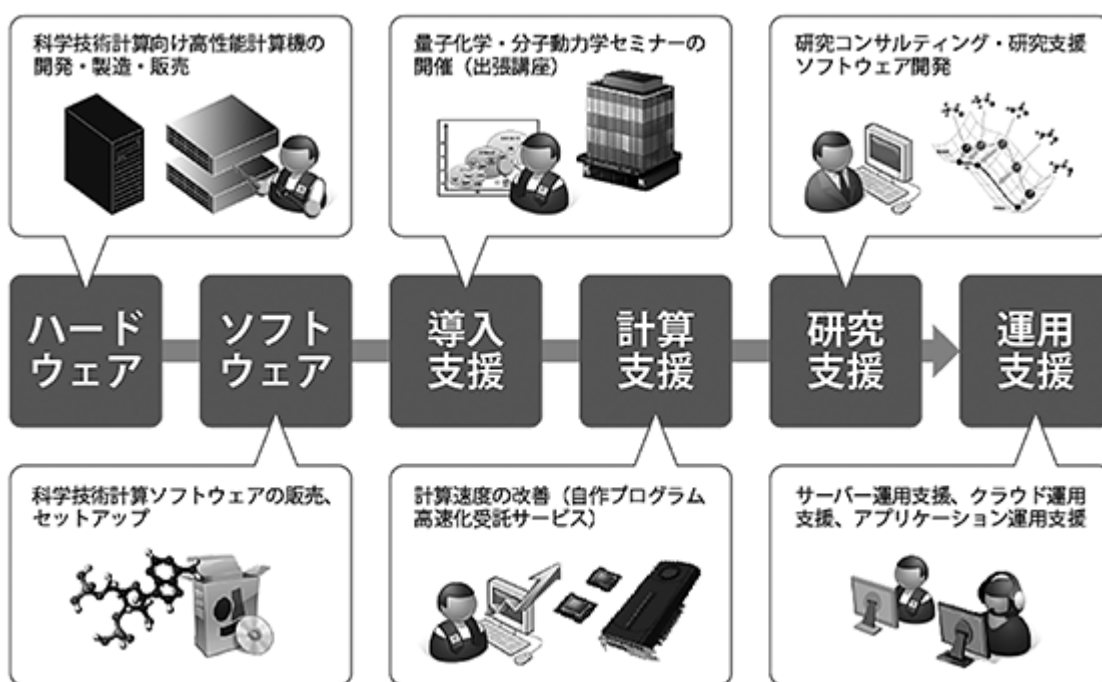 科学技術計算向け高性能計算機の
開発・製造・販売
量子化学・分子動力学セミナーの
開催（出張講座）
研究コンサルティング・研究支援
ソフトウェア開発
ハード
ウェア
ソフト
ウェア
導入
支援
計算
支援
研究
支援
運用
支援
科学技術計算ソフトウェアの販売、
セットアップ
計算速度の改善（自作プログラム
高速化受託サービス）
サーバー運用支援、クラウド運用
支援、アプリケーション運用支援